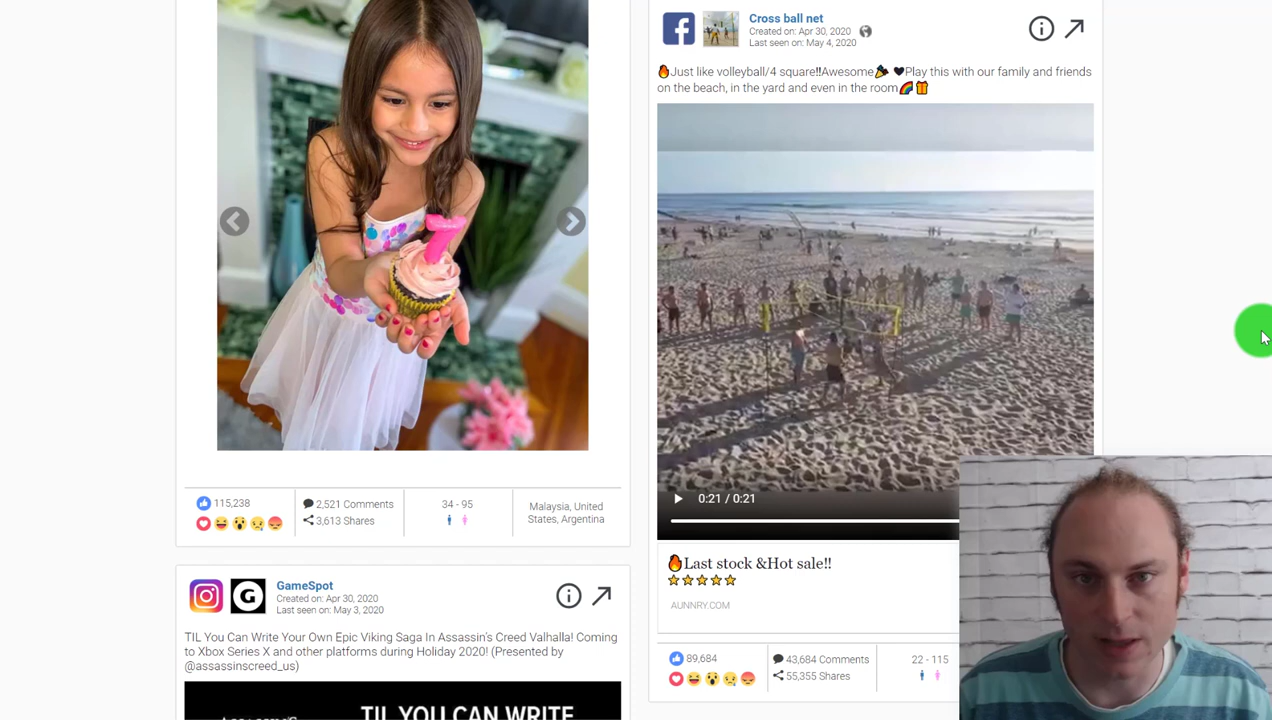 115,238
2,521 Comments
3,613 Shares
34 - 95
Malaysia, United
States, Argentina
GameSpot
Created on: Apr 30, 2020
Last seen on: May 3, 2020
TIL You Can Write Your Own Epic Viking Saga In Assassin's Creed Valhalla! Coming
to Xbox Series X and other platforms during Holiday 2020! (Presented by
@assassinscreed_us)
TIL YOU CAN WRITE
Cross ball net
Created on: Apr 30, 2020
Last seen on: May 4, 2020
🔥Just like volleyball/4 square‼Awesome🎉 ♥Play this with our family and friends
on the beach, in the yard and even in the room🌈🎁
0:21 / 0:21
🔥Last stock &Hot sale!!
⭐⭐⭐⭐⭐
AUNNRY.COM
89,684
43,684 Comments
55,355 Shares
22 - 115